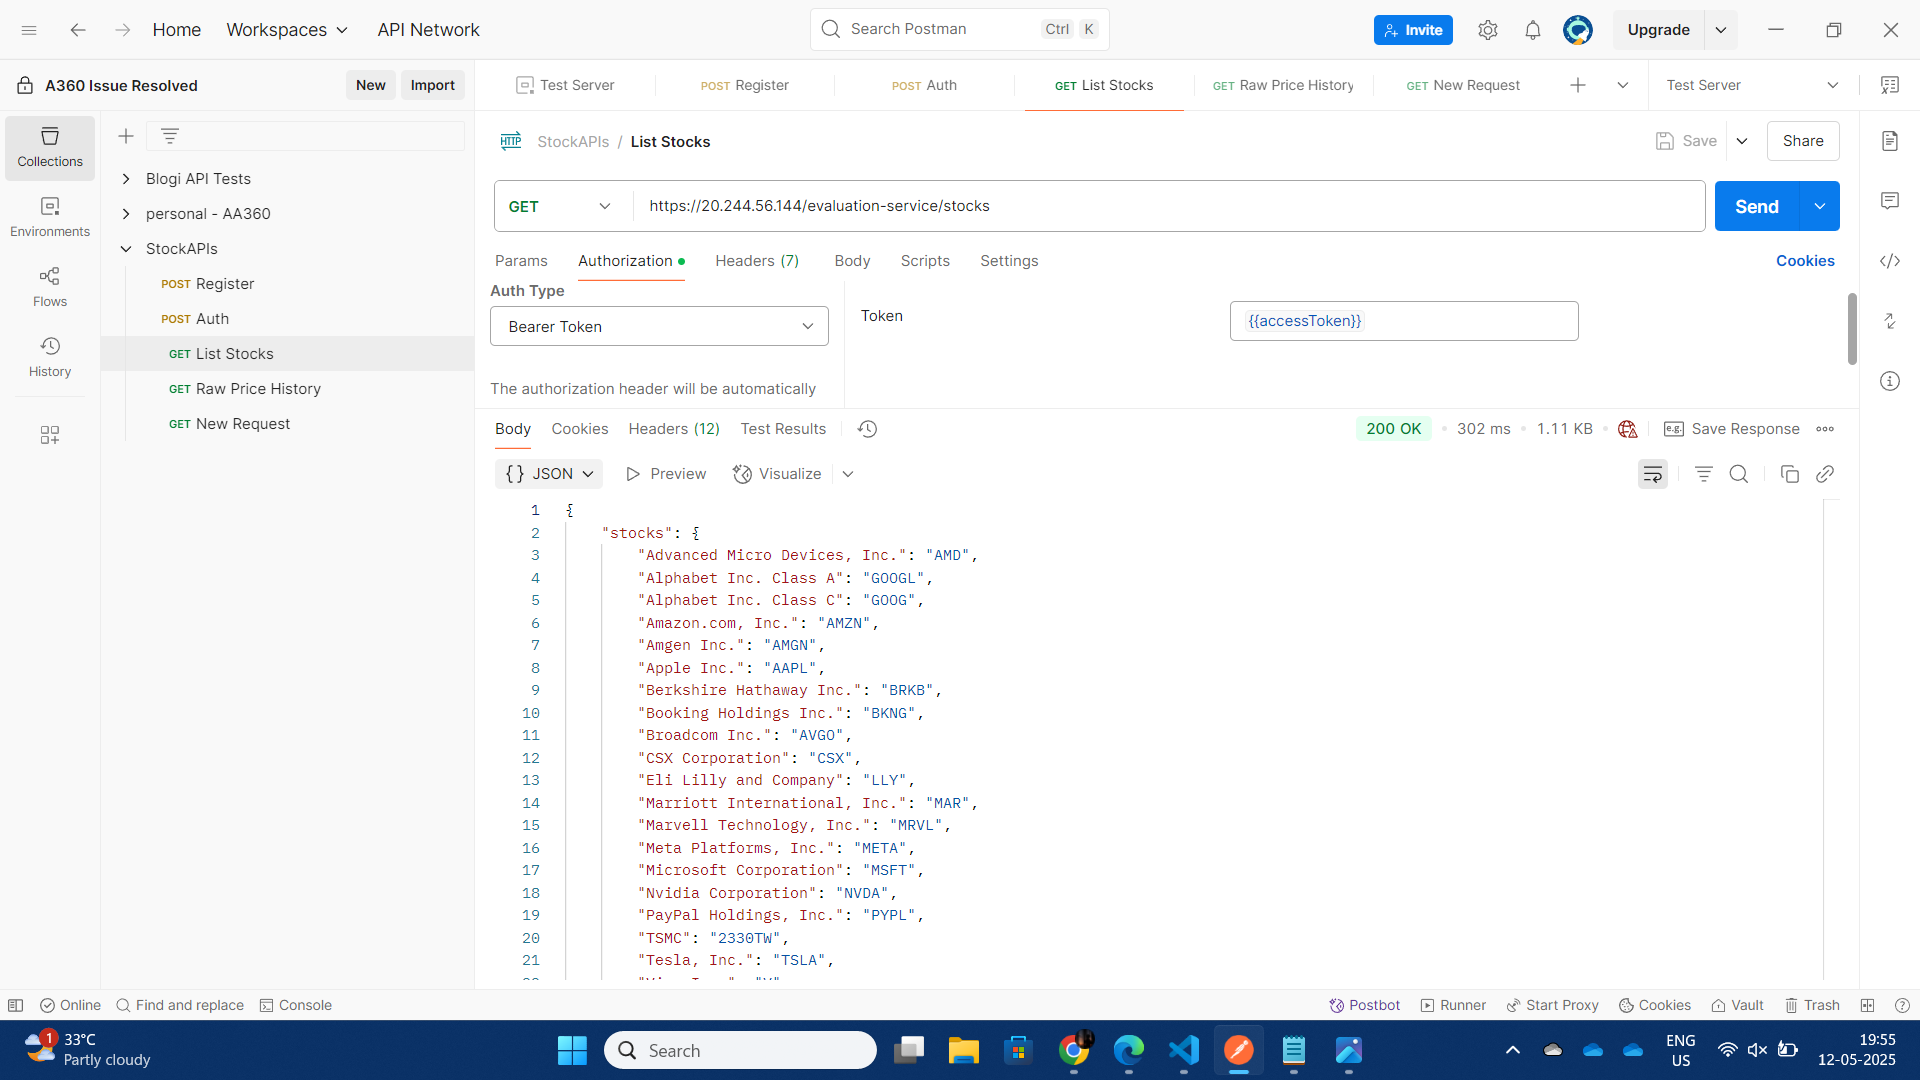 Home Workspaces API Network Search Postman Ctrl K Invite Upgrade
A360 Issue Resolved New Import Test Server POST Register POST Auth GET List Stocks GET Raw Price History GET New Request Test Server
Collections
Environments
Flows
History
Blogi API Tests
personal - AA360
StockAPIs
POST Register
POST Auth
GET List Stocks
GET Raw Price History
GET New Request
HTTP StockAPIs / List Stocks Save Share
GET https://20.244.56.144/evaluation-service/stocks Send
Params Authorization Headers (7) Body Scripts Settings Cookies
Auth Type
Bearer Token
Token {{accessToken}}
The authorization header will be automatically
Body Cookies Headers (12) Test Results 200 OK 302 ms 1.11 KB e.g. Save Response
{} JSON Preview Visualize
1 {
2 "stocks": {
3 "Advanced Micro Devices, Inc.": "AMD",
4 "Alphabet Inc. Class A": "GOOGL",
5 "Alphabet Inc. Class C": "GOOG",
6 "Amazon.com, Inc.": "AMZN",
7 "Amgen Inc.": "AMGN",
8 "Apple Inc.": "AAPL",
9 "Berkshire Hathaway Inc.": "BRKB",
10 "Booking Holdings Inc.": "BKNG",
11 "Broadcom Inc.": "AVGO",
12 "CSX Corporation": "CSX",
13 "Eli Lilly and Company": "LLY",
14 "Marriott International, Inc.": "MAR",
15 "Marvell Technology, Inc.": "MRVL",
16 "Meta Platforms, Inc.": "META",
17 "Microsoft Corporation": "MSFT",
18 "Nvidia Corporation": "NVDA",
19 "PayPal Holdings, Inc.": "PYPL",
20 "TSMC": "2330TW",
21 "Tesla, Inc.": "TSLA",
Online Find and replace Console Postbot Runner Start Proxy Cookies Vault Trash
1 33°C
Partly cloudy
Search
ENG
US
19:55
12-05-2025